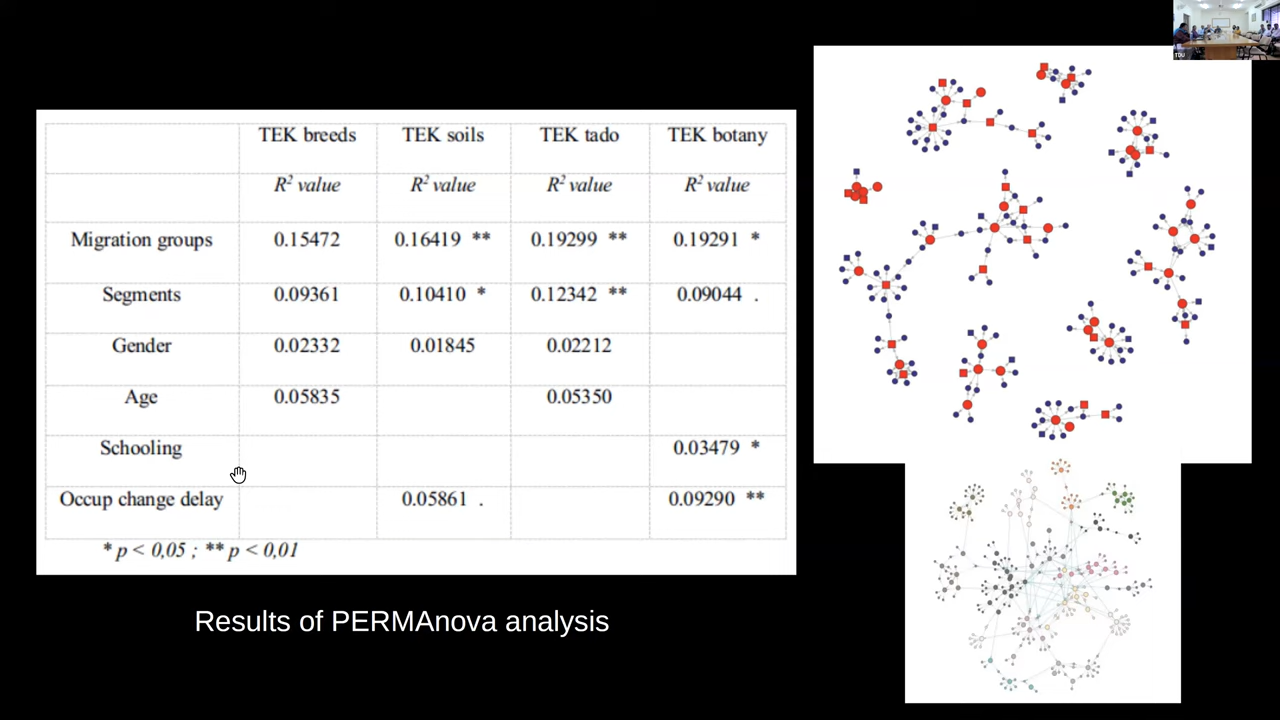 TEK breeds TEK soils TEK tado TEK botany
R² value R² value R² value R² value
Migration groups 0.15472 0.16419 ** 0.19299 ** 0.19291 *
Segments 0.09361 0.10410 * 0.12342 ** 0.09044 .
Gender 0.02332 0.01845 0.02212
Age 0.05835 0.05350
Schooling 0.03479 *
Occup change delay 0.05861 . 0.09290 **
* p < 0,05 ; ** p < 0,01
Results of PERMAnova analysis
TDU